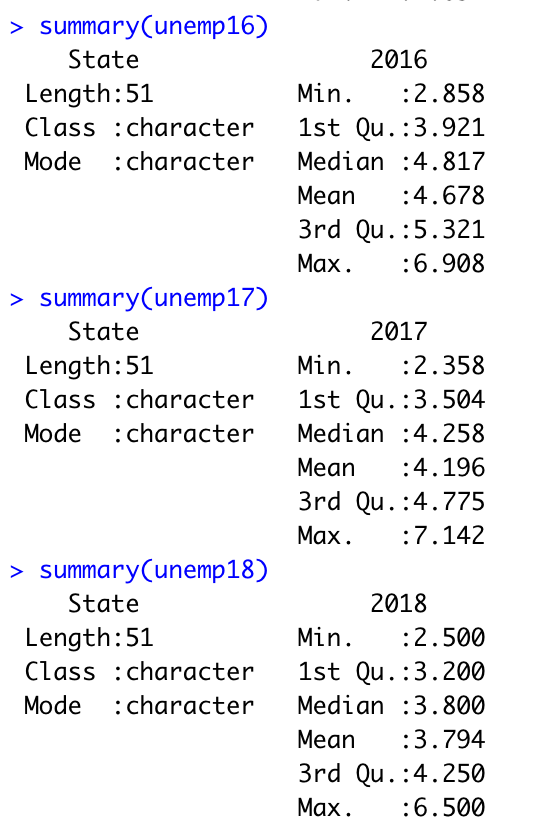 > summary(unemp16)
    State                2016
 Length:51          Min.   :2.858
 Class :character   1st Qu.:3.921
 Mode  :character   Median :4.817
                    Mean   :4.678
                    3rd Qu.:5.321
                    Max.   :6.908
> summary(unemp17)
    State                2017
 Length:51          Min.   :2.358
 Class :character   1st Qu.:3.504
 Mode  :character   Median :4.258
                    Mean   :4.196
                    3rd Qu.:4.775
                    Max.   :7.142
> summary(unemp18)
    State                2018
 Length:51          Min.   :2.500
 Class :character   1st Qu.:3.200
 Mode  :character   Median :3.800
                    Mean   :3.794
                    3rd Qu.:4.250
                    Max.   :6.500